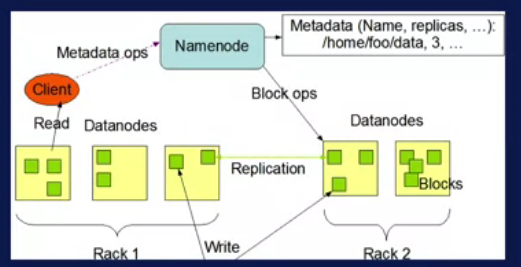 Metadata (Name, replicas, ...):
/home/foo/data, 3, ...
Namenode
Metadata ops
Client
Block ops
Read
Datanodes
Datanodes
Replication
Blocks
Rack 1
Write
Rack 2